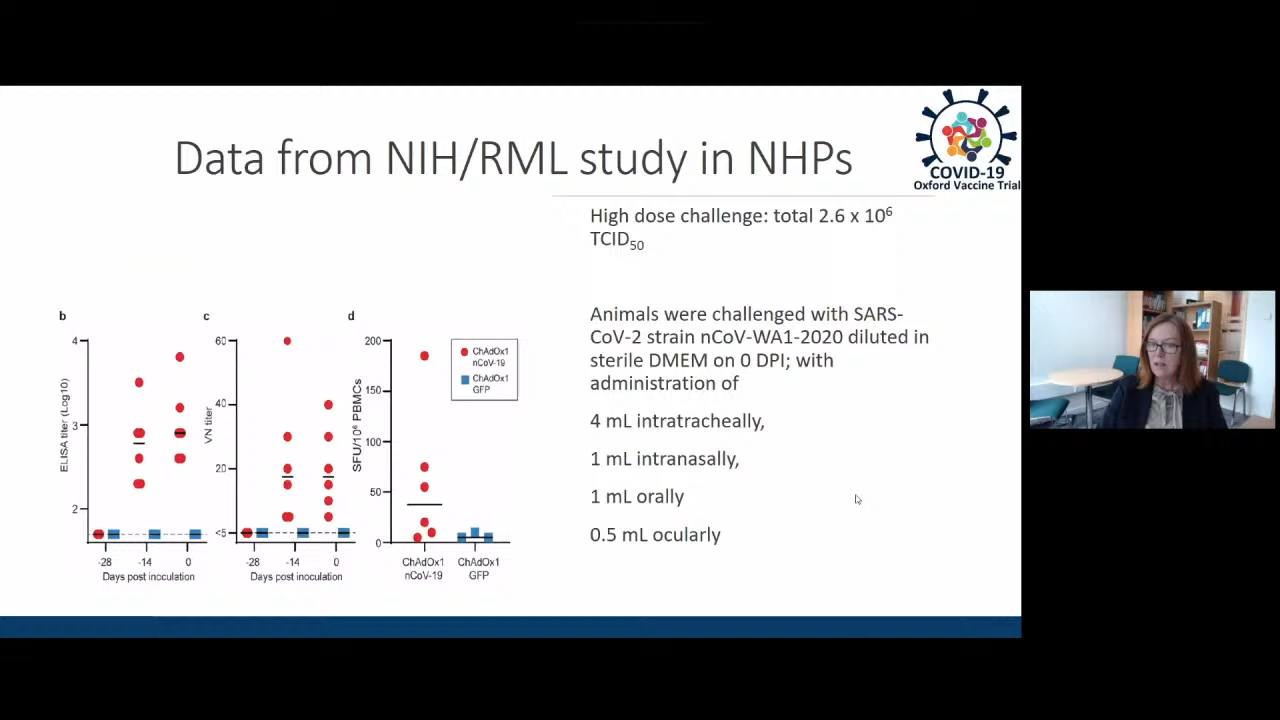 Data from NIH/RML study in NHPs
COVID-19
Oxford Vaccine Trial
High dose challenge: total 2.6 x 10⁶
TCID₅₀
Animals were challenged with SARS-
CoV-2 strain nCoV-WA1-2020 diluted in
sterile DMEM on 0 DPI; with
administration of
4 mL intratracheally,
1 mL intranasally,
1 mL orally
0.5 mL ocularly
b
4
3
2
ELISA titer (Log10)
-28
-14
0
Days post inoculation
c
60
40
20
<5
VN titer
-28
-14
0
Days post inoculation
d
200
150
100
50
0
SFU/10⁶ PBMCs
ChAdOx1
nCoV-19
ChAdOx1
GFP
ChAdOx1
nCoV-19
ChAdOx1
GFP